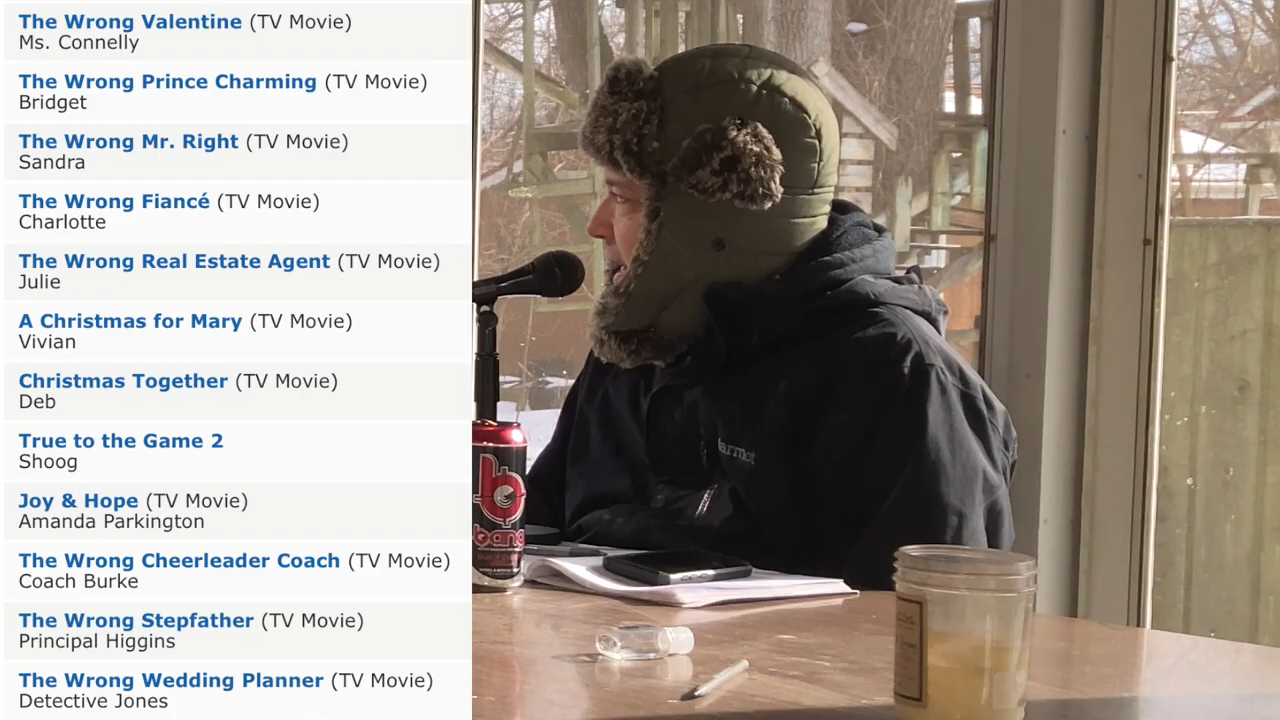 The Wrong Valentine (TV Movie)
Ms. Connelly
The Wrong Prince Charming (TV Movie)
Bridget
The Wrong Mr. Right (TV Movie)
Sandra
The Wrong Fiancé (TV Movie)
Charlotte
The Wrong Real Estate Agent (TV Movie)
Julie
A Christmas for Mary (TV Movie)
Vivian
Christmas Together (TV Movie)
Deb
True to the Game 2
Shoog
Joy & Hope (TV Movie)
Amanda Parkington
The Wrong Cheerleader Coach (TV Movie)
Coach Burke
The Wrong Stepfather (TV Movie)
Principal Higgins
The Wrong Wedding Planner (TV Movie)
Detective Jones
Marmot
b
bang